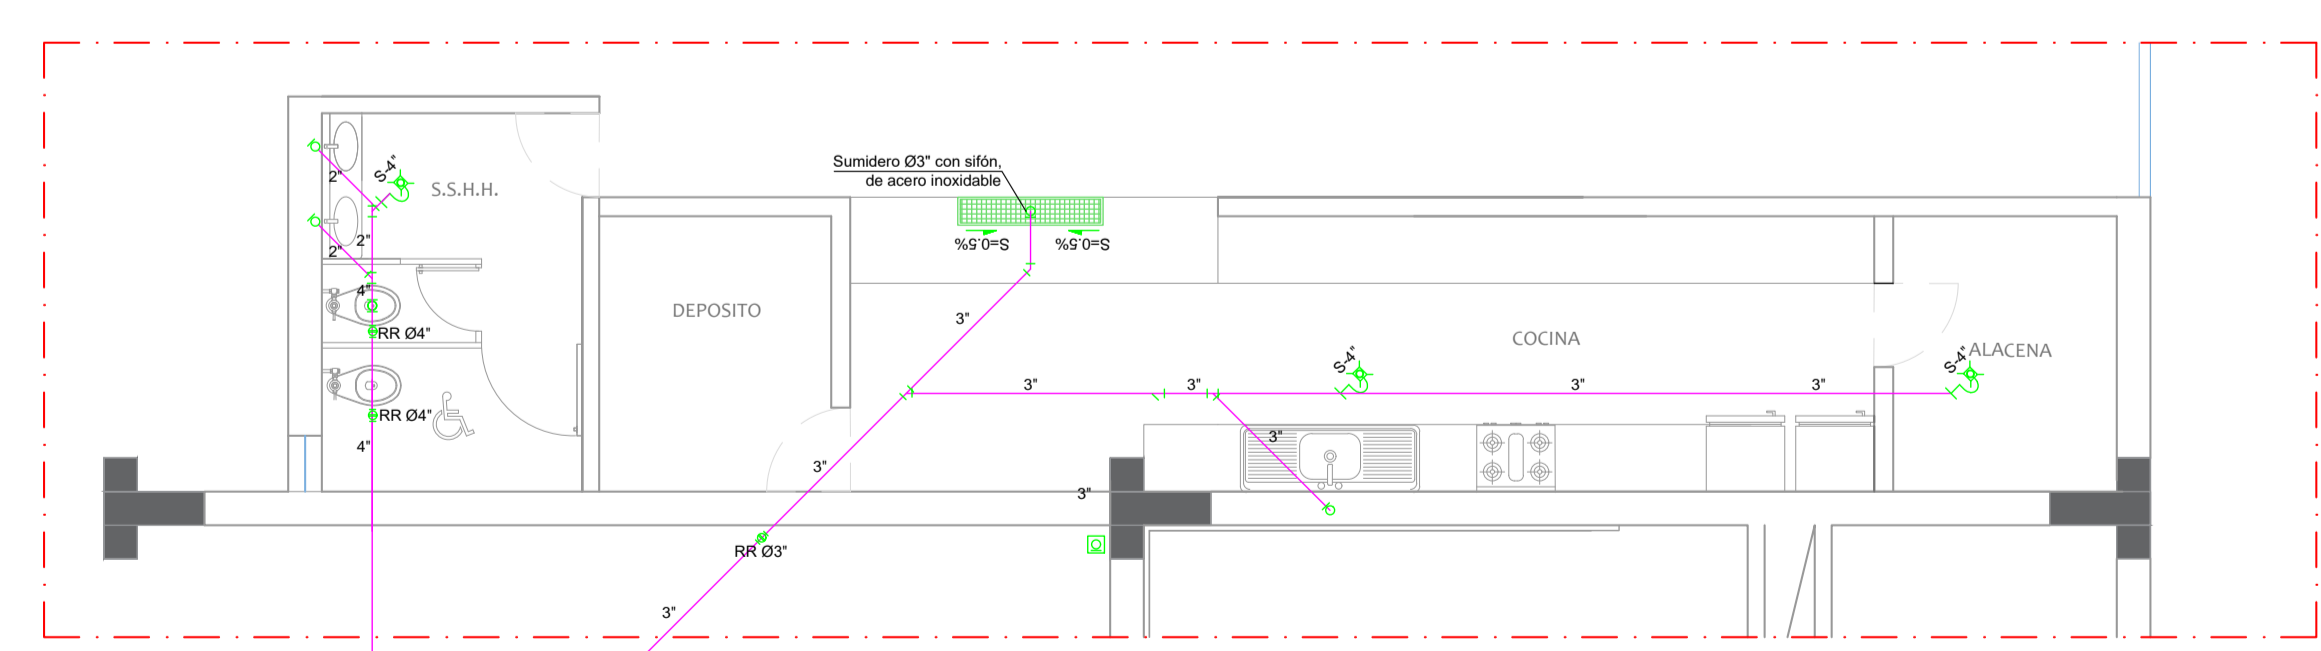 Sumidero Ø3" con sifón,
de acero inoxidable
2"
S-4"
S.S.H.H.
2"
2"
S=0.5%
S=0.5%
4"
RR Ø4"
DEPOSITO
3"
COCINA
S-4"
S-4"
ALACENA
3"
3"
3"
3"
RR Ø4"
4"
3"
3"
3"
RR Ø3"
3"